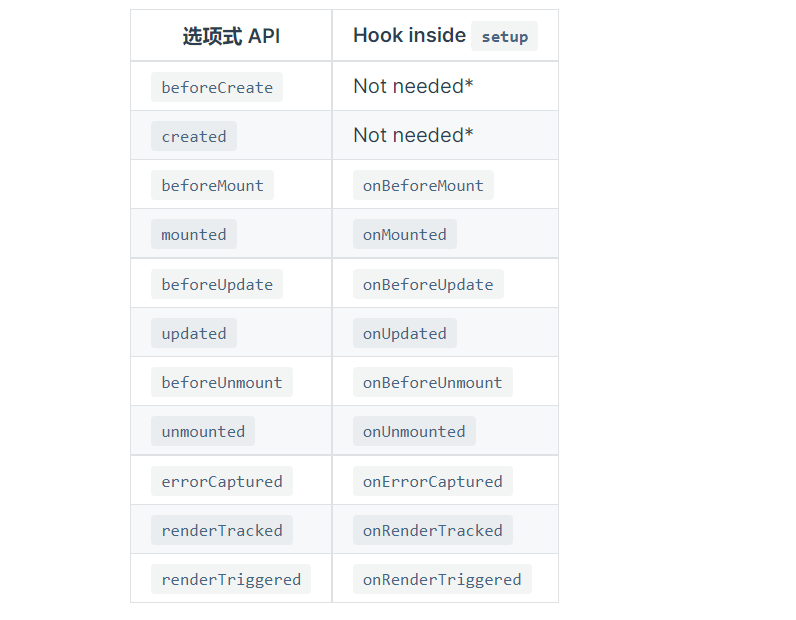 选项式 API Hook inside setup
beforeCreate Not needed*
created Not needed*
beforeMount onBeforeMount
mounted onMounted
beforeUpdate onBeforeUpdate
updated onUpdated
beforeUnmount onBeforeUnmount
unmounted onUnmounted
errorCaptured onErrorCaptured
renderTracked onRenderTracked
renderTriggered onRenderTriggered